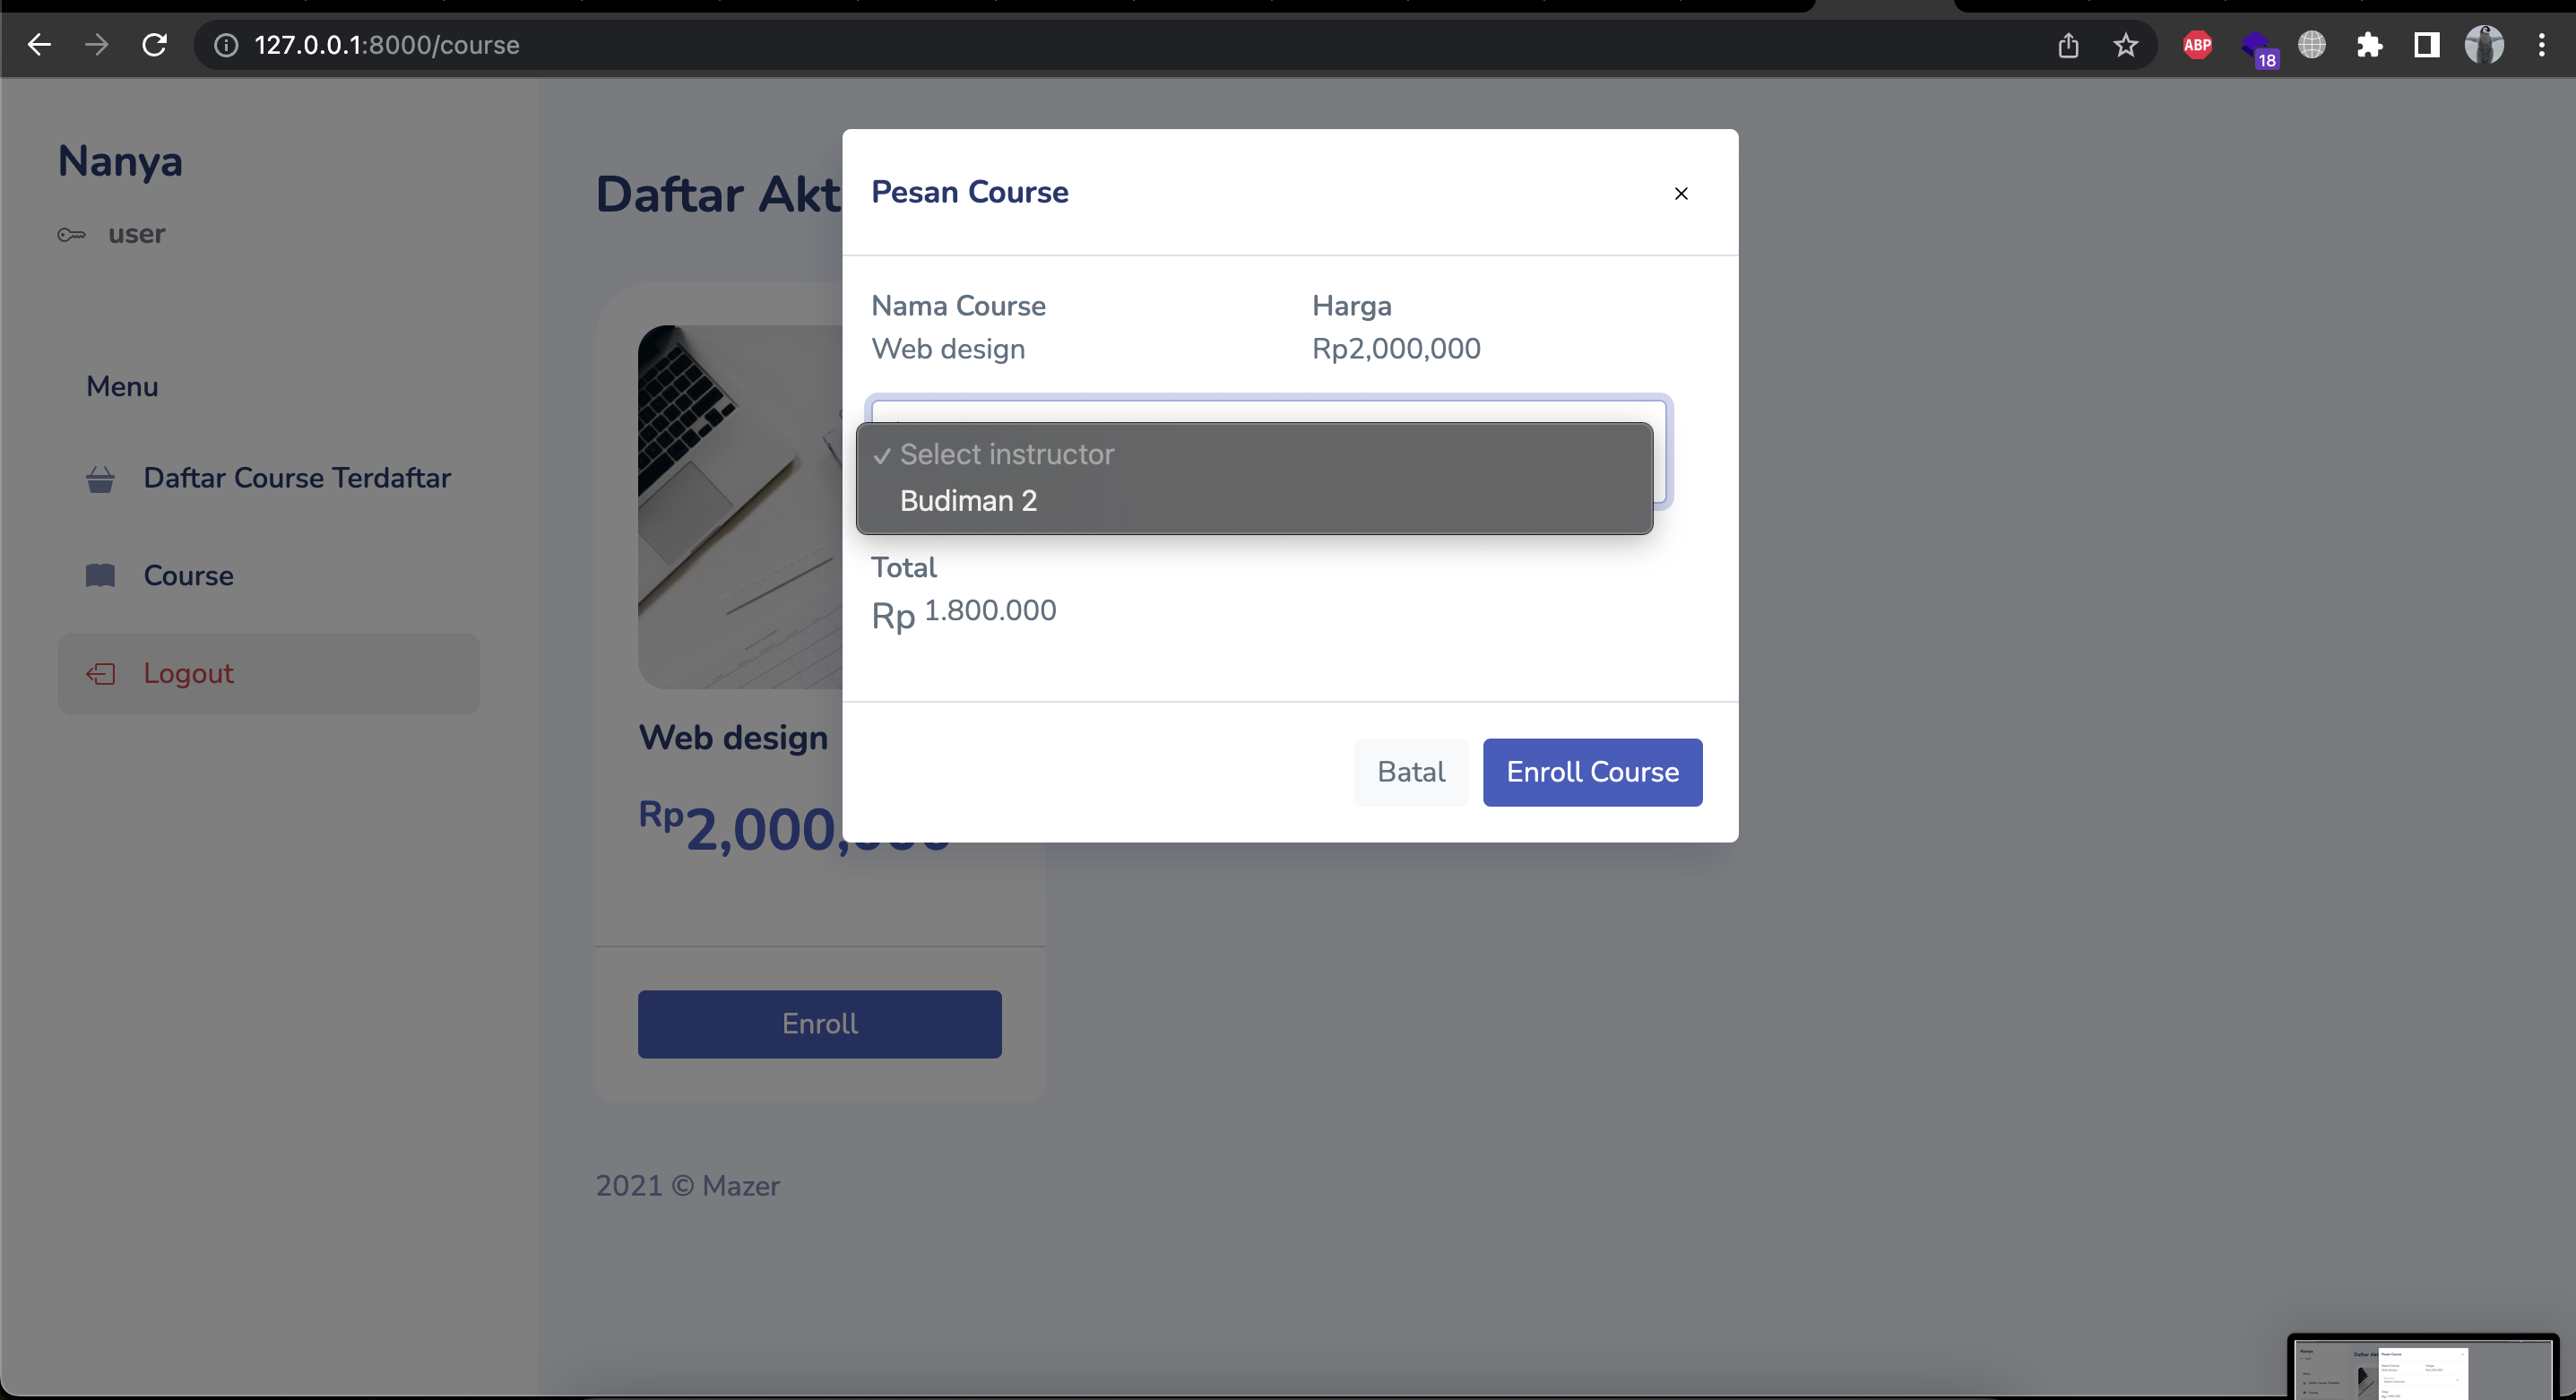 127.0.0.1:8000/course
ABP
18
Nanya
user
Menu
Daftar Course Terdaftar
Course
Logout
Daftar Akt
Web design
Rp2,000,000
Enroll
2021 © Mazer
Pesan Course
×
Nama Course
Harga
Web design
Rp2,000,000
✓ Select instructor
Budiman 2
Total
Rp 1.800.000
Batal
Enroll Course